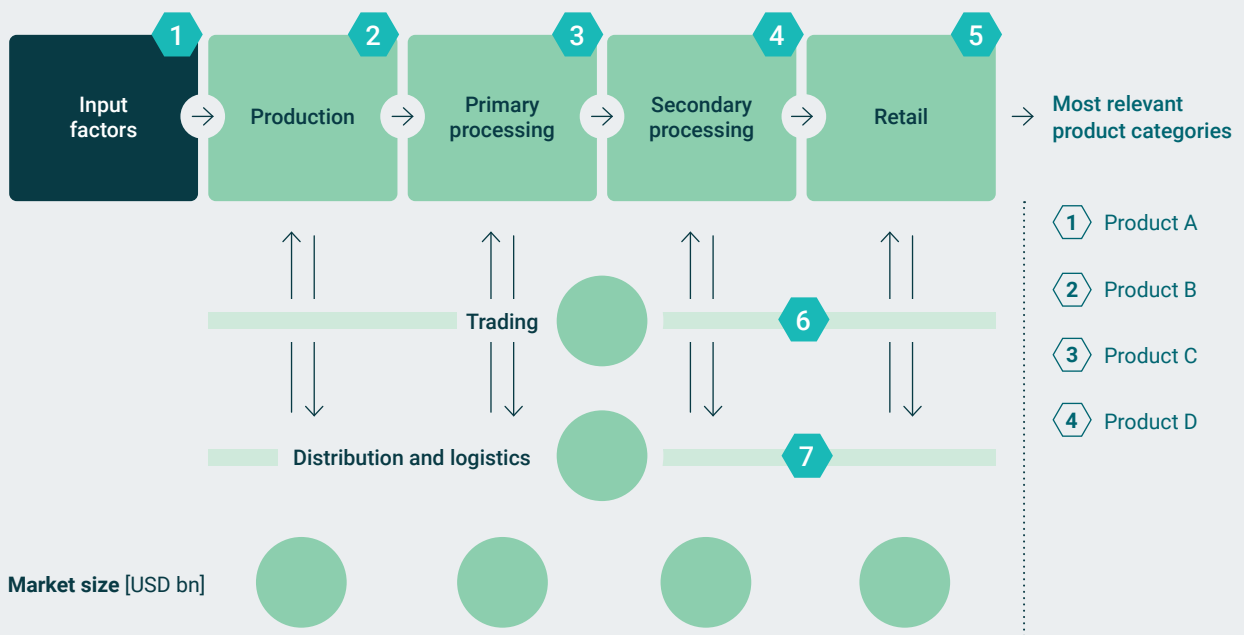 1
2
3
4
5
Input
factors
Production
Primary
processing
Secondary
processing
Retail
Most relevant
product categories
1 Product A
2 Product B
3 Product C
4 Product D
Trading
6
Distribution and logistics
7
Market size [USD bn]